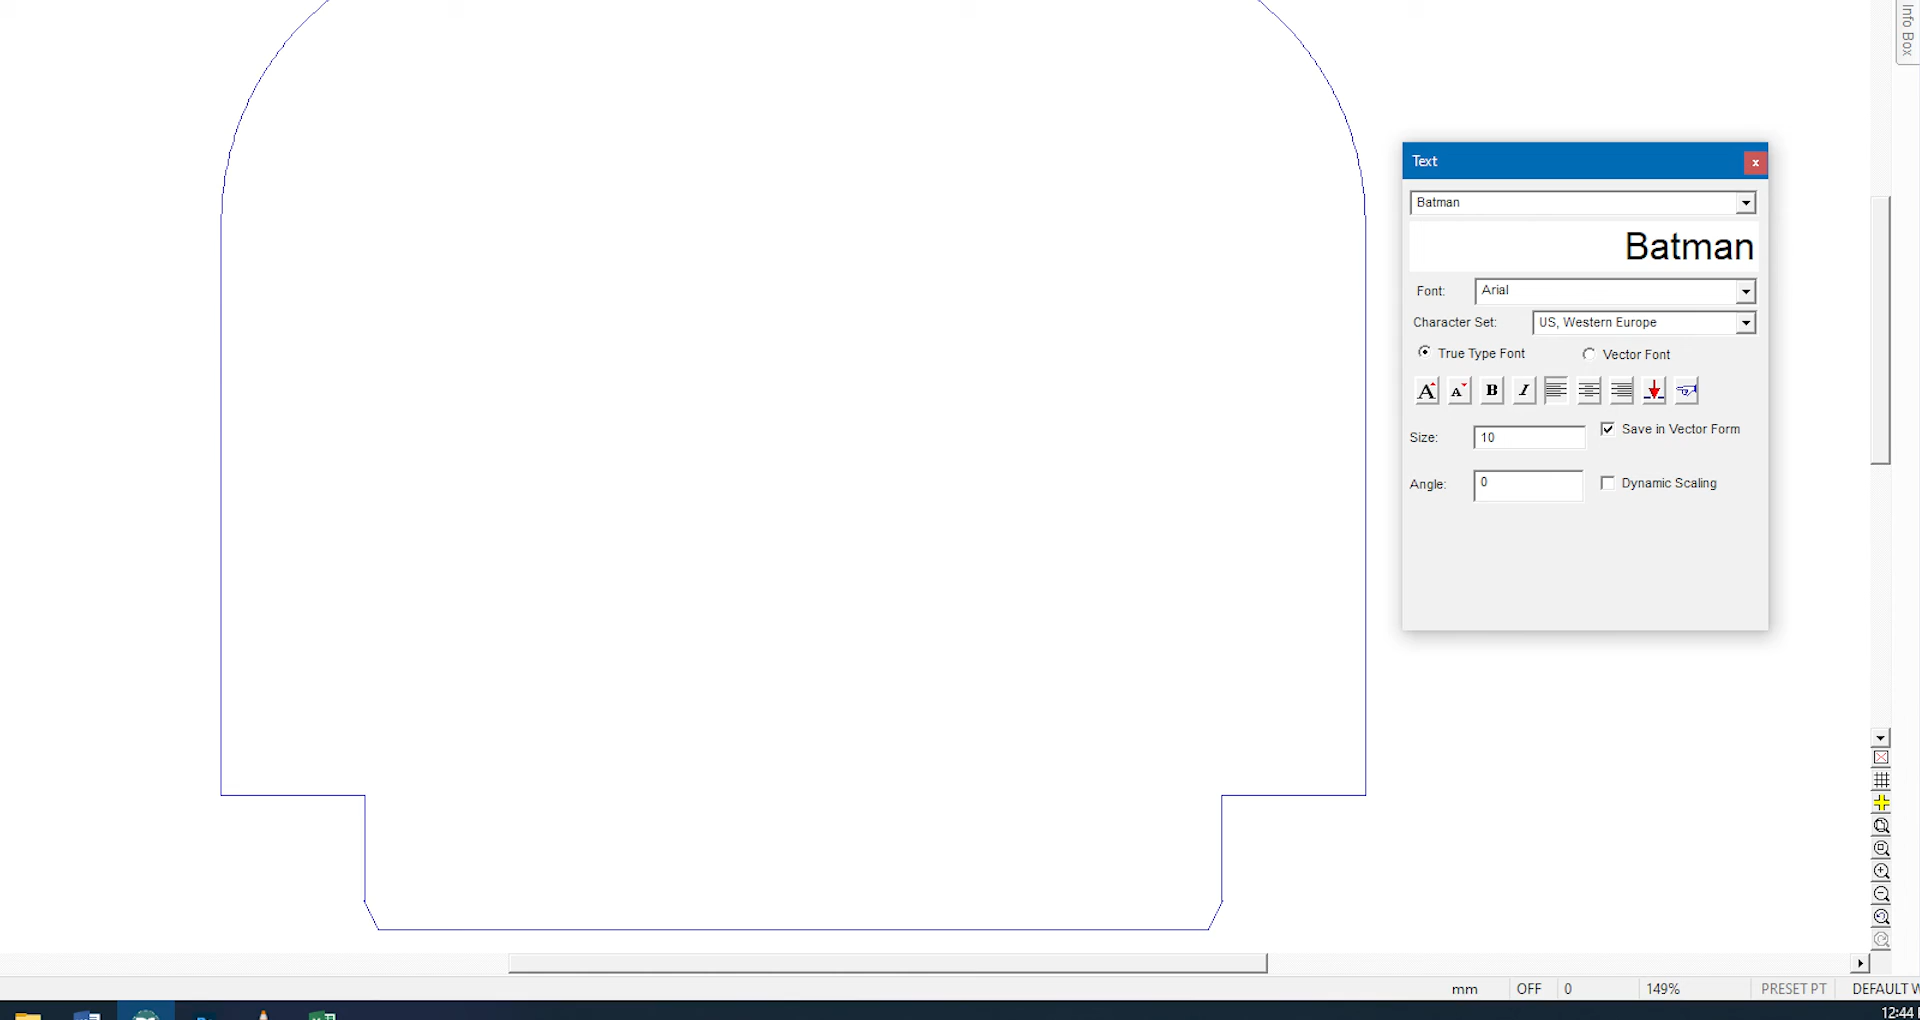 Info Box
Text
Batman
Batman
Font: Arial
Character Set: US, Western Europe
True Type Font Vector Font
A A B I
Size: 10 Save in Vector Form
Angle: 0 Dynamic Scaling
mm OFF 0 149% PRESET PT DEFAULT W
12:44